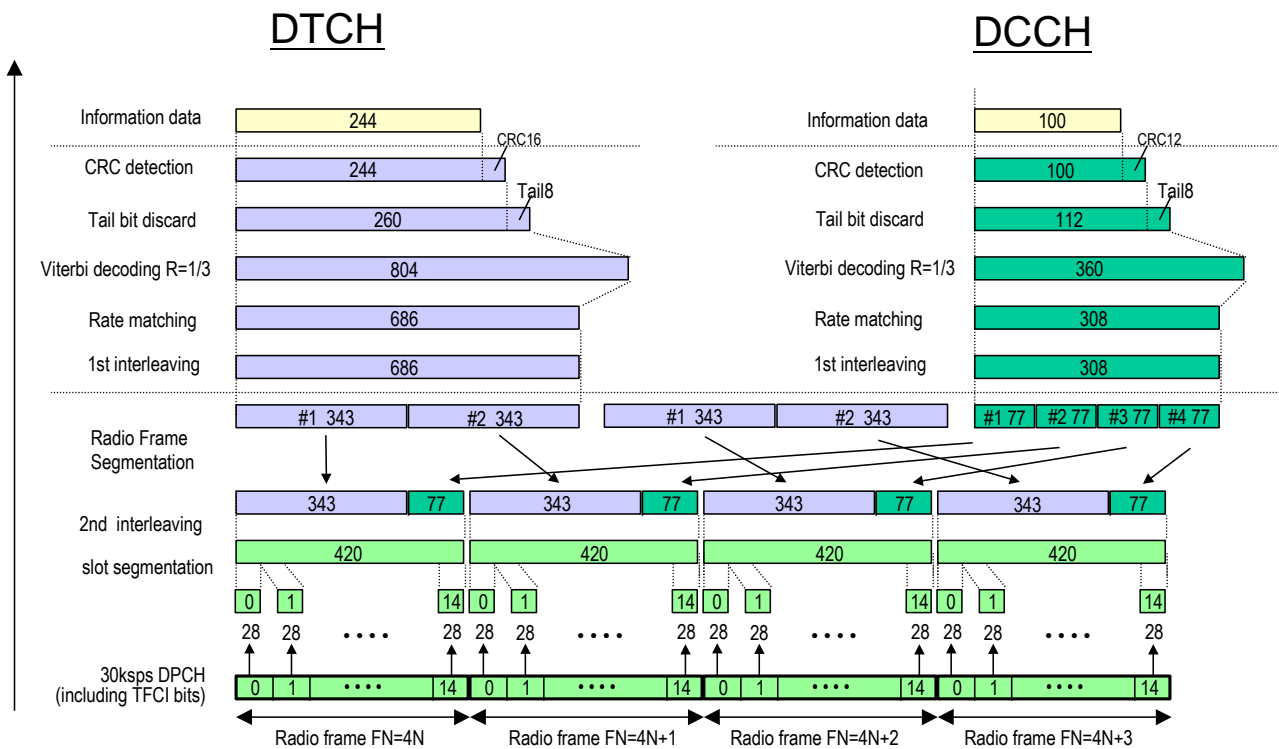 DTCH DCCH
Information data 244 Information data 100
CRC16 CRC12
CRC detection 244 CRC detection 100
Tail8 Tail8
Tail bit discard 260 Tail bit discard 112
Viterbi decoding R=1/3 804 Viterbi decoding R=1/3 360
Rate matching 686 Rate matching 308
1st interleaving 686 1st interleaving 308
#1 343 #2 343 #1 343 #2 343 #1 77 #2 77 #3 77 #4 77
Radio Frame
Segmentation
343 77 343 77 343 77 343 77
2nd interleaving
420 420 420 420
slot segmentation
0 1 14 0 1 14 0 1 14 0 1 14
28 28 •••• 28 28 28 •••• 28 28 28 •••• 28 28 28 •••• 28
30ksps DPCH
(including TFCI bits)
0 1 •••• 14 0 1 •••• 14 0 1 •••• 14 0 1 •••• 14
Radio frame FN=4N Radio frame FN=4N+1 Radio frame FN=4N+2 Radio frame FN=4N+3